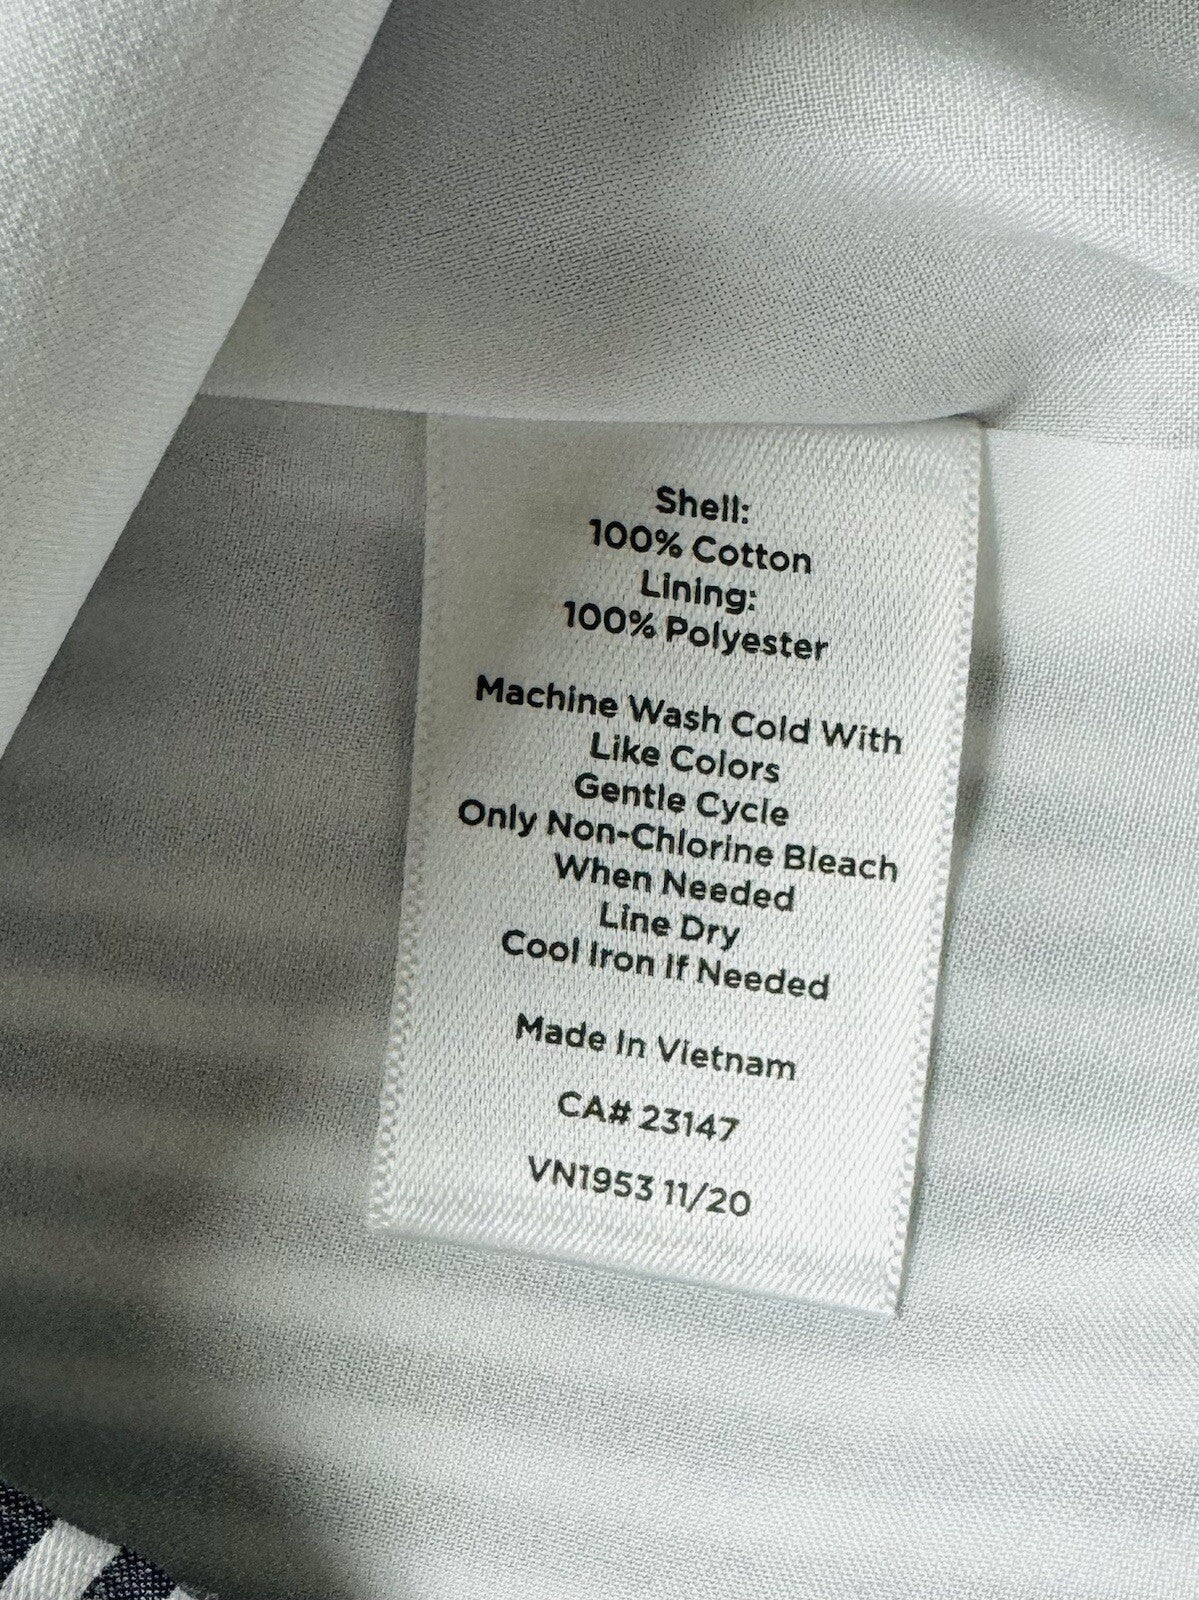 Shell:
100% Cotton
Lining:
100% Polyester
Machine Wash Cold With
Like Colors
Gentle Cycle
Only Non-Chlorine Bleach
When Needed
Line Dry
Cool Iron If Needed
Made In Vietnam
CA# 23147
VN1953 11/20